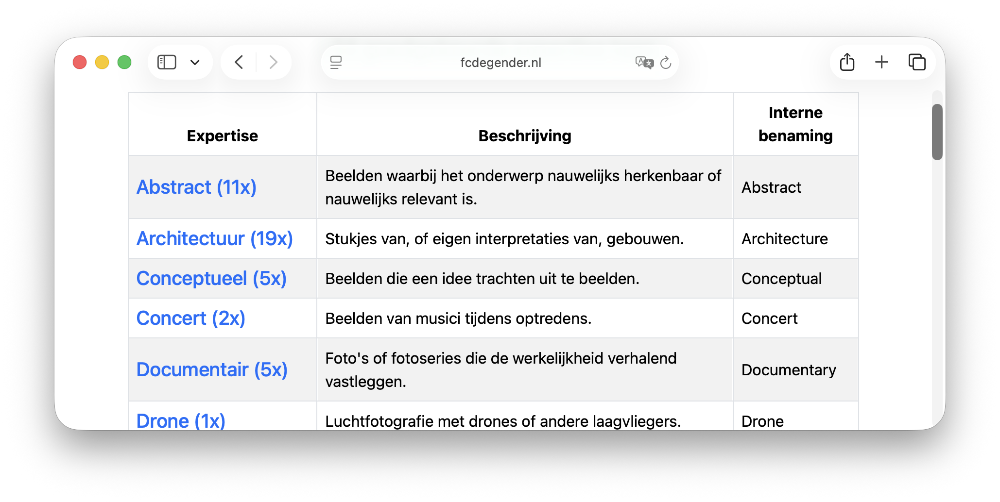 fcdegender.nl
Expertise
Beschrijving
Interne
benaming
Abstract (11x)
Beelden waarbij het onderwerp nauwelijks herkenbaar of
nauwelijks relevant is.
Abstract
Architectuur (19x)
Stukjes van, of eigen interpretaties van, gebouwen.
Architecture
Conceptueel (5x)
Beelden die een idee trachten uit te beelden.
Conceptual
Concert (2x)
Beelden van musici tijdens optredens.
Concert
Documentair (5x)
Foto's of fotoseries die de werkelijkheid verhalend
vastleggen.
Documentary
Drone (1x)
Luchtfotografie met drones of andere laagvliegers.
Drone